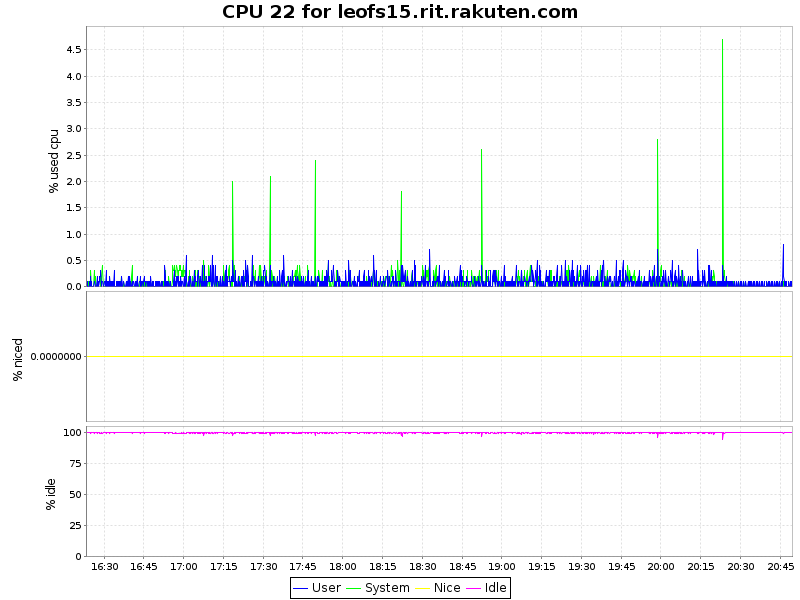 CPU 22 for leofs15.rit.rakuten.com
% used cpu
4.5
4.0
3.5
3.0
2.5
2.0
1.5
1.0
0.5
0.0
% niced
0.0000000
% idle
100
75
50
25
0
16:30 16:45 17:00 17:15 17:30 17:45 18:00 18:15 18:30 18:45 19:00 19:15 19:30 19:45 20:00 20:15 20:30 20:45
User System Nice Idle